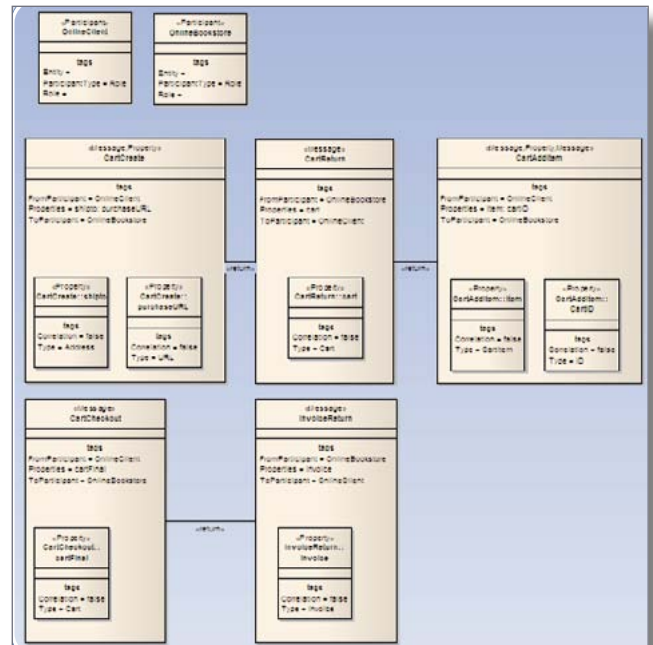 «Participant»
OnlineClient
tags
Entity =
ParticipantType = Role
Role =
«Participant»
OnlineBookstore
tags
Entity =
ParticipantType = Role
Role =
«Message,Property»
CartCreate
tags
FromParticipant = OnlineClient
Properties = shipto; purchaseURL
ToParticipant = OnlineBookstore
«Property»
CartCreate::shipto
tags
Correlation = false
Type = Address
«Property»
CartCreate::
purchaseURL
tags
Correlation = false
Type = URL
«return»
«Message»
CartReturn
tags
FromParticipant = OnlineBookstore
Properties = cart
ToParticipant = OnlineClient
«Property»
CartReturn::cart
tags
Correlation = false
Type = Cart
«return»
«Message,Property,Message»
CartAddItem
tags
FromParticipant = OnlineClient
Properties = item; cartID
ToParticipant = OnlineBookstore
«Property»
CartAddItem::item
tags
Correlation = false
Type = CartItem
«Property»
CartAddItem::
CartID
tags
Correlation = false
Type = ID
«Message»
CartCheckout
tags
FromParticipant = OnlineClient
Properties = cartFinal
ToParticipant = OnlineBookstore
«Property»
CartCheckout::
cartFinal
tags
Correlation = false
Type = Cart
«return»
«Message»
InvoiceReturn
tags
FromParticipant = OnlineBookstore
Properties = invoice
ToParticipant = OnlineClient
«Property»
InvoiceReturn::
invoice
tags
Correlation = false
Type = Invoice